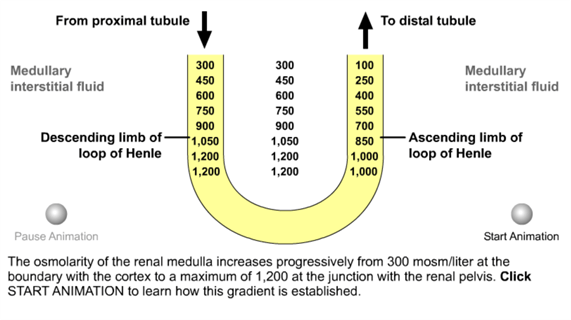 From proximal tubule
To distal tubule
300 300 100
Medullary 450 450 250 Medullary
interstitial fluid 600 600 400 interstitial fluid
750 750 550
900 900 700
Descending limb of 1,050 1,050 850 Ascending limb of
loop of Henle 1,200 1,200 1,000 loop of Henle
1,200 1,200 1,000
Pause Animation
Start Animation
The osmolarity of the renal medulla increases progressively from 300 mosm/liter at the
boundary with the cortex to a maximum of 1,200 at the junction with the renal pelvis. Click
START ANIMATION to learn how this gradient is established.